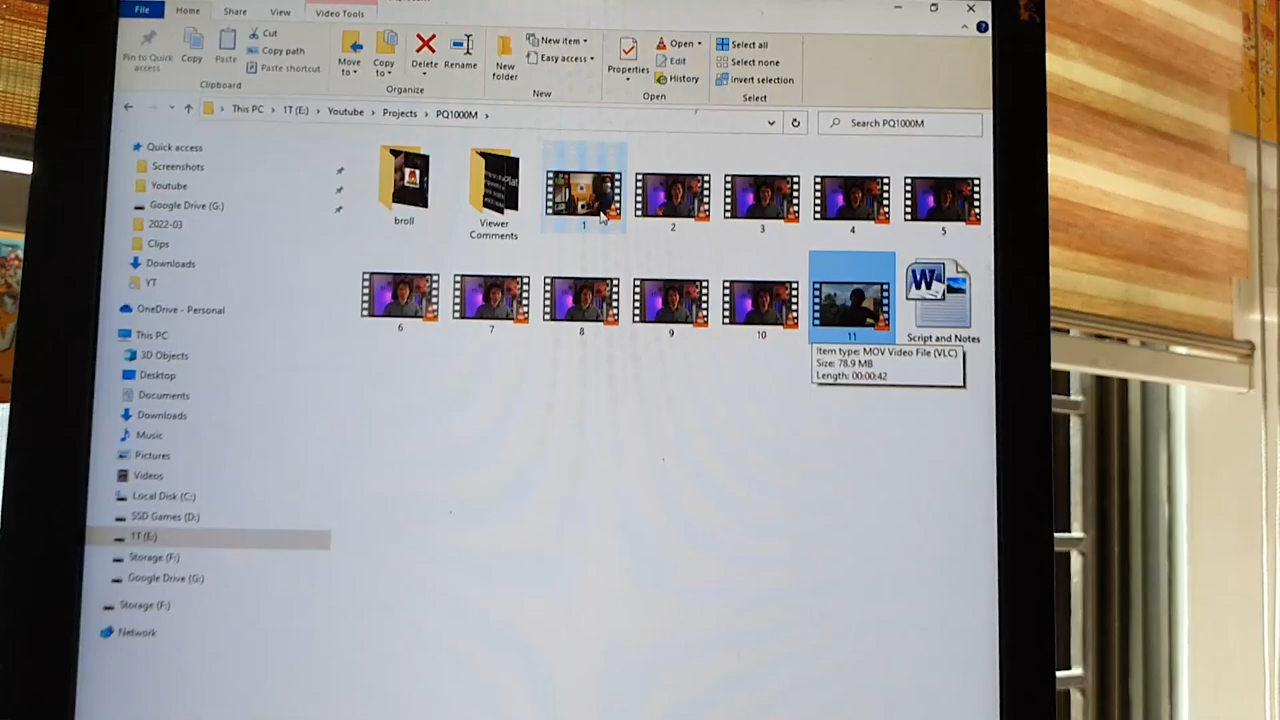 File Home Share View Video Tools
Pin to Quick access
Copy
Paste
Cut
Copy path
Paste shortcut
Clipboard
Move to
Copy to
Delete
Rename
Organize
New folder
New item
Easy access
New
Properties
Open
Edit
History
Open
Select all
Select none
Invert selection
Select
This PC › 1T (E:) › Youtube › Projects › PQ1000M ›
Search PQ1000M
Quick access
Screenshots
Youtube
Google Drive (G:)
2022-03
Clips
Downloads
YT
OneDrive - Personal
This PC
3D Objects
Desktop
Documents
Downloads
Music
Pictures
Videos
Local Disk (C:)
SSD Games (D:)
1T (E:)
Storage (F:)
Google Drive (G:)
Storage (F:)
Network
broll
Viewer Comments
1
2
3
4
5
6
7
8
9
10
11
W
Script and Notes
Item type: MOV Video File (VLC)
Size: 78.9 MB
Length: 00:00:42